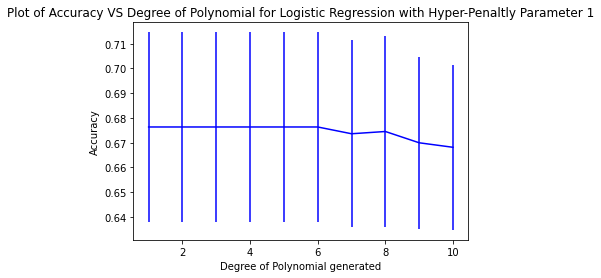 Plot of Accuracy VS Degree of Polynomial for Logistic Regression with Hyper-Penaltly Parameter 1
0.71
0.70
0.69
0.68
0.67
0.66
0.65
0.64
Accuracy
2 4 6 8 10
Degree of Polynomial generated